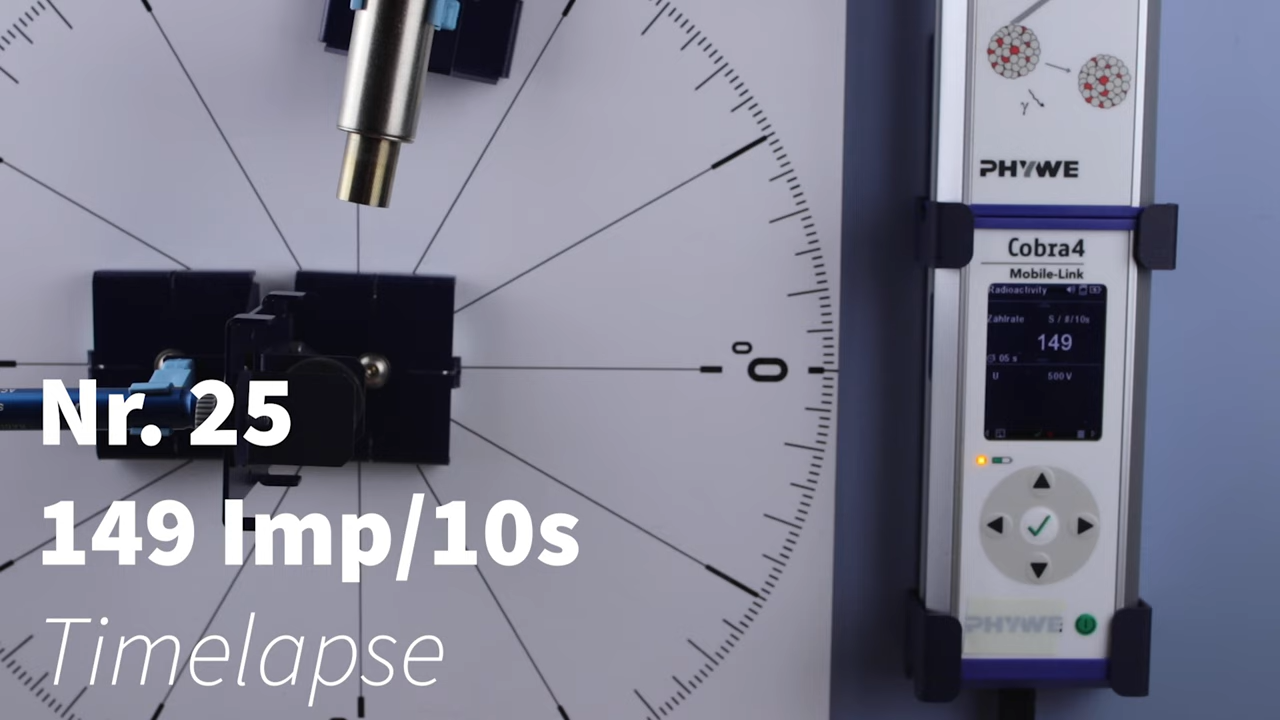 Nr. 25
149 Imp/10s
Timelapse
0°
γ
PHYWE
Cobra4
Mobile-Link
Radioactivity
Zählrate S / 8/10s
149
05 s
U 500 V
PHYWE